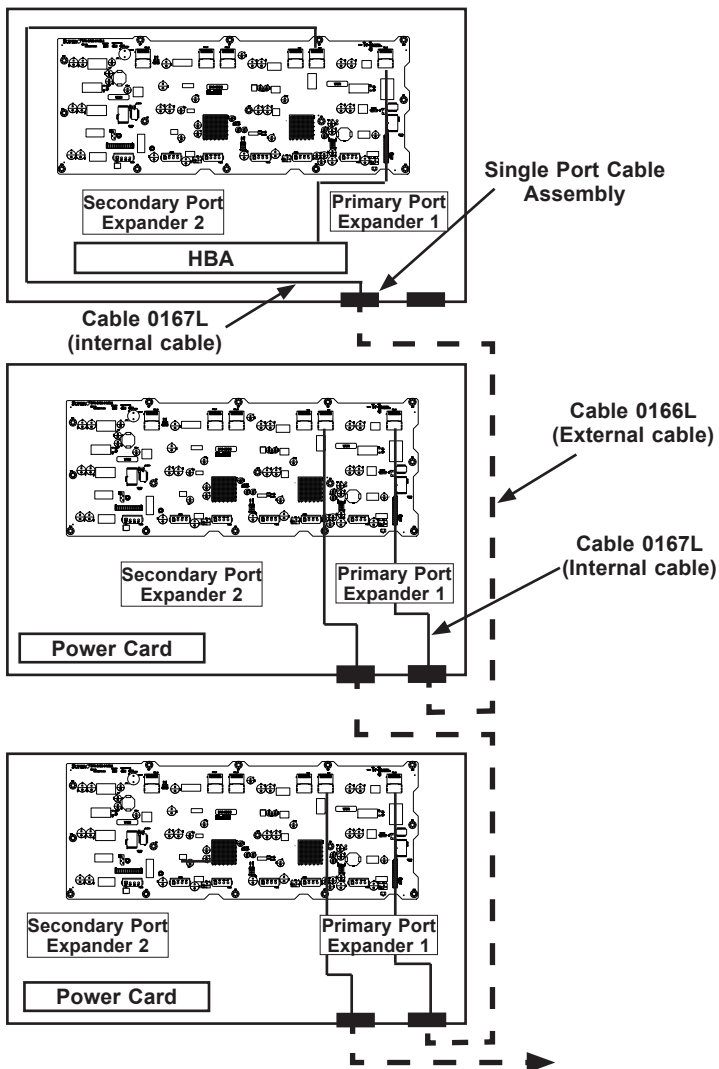 Single Port Cable
Assembly
Secondary Port
Expander 2
Primary Port
Expander 1
HBA
Cable 0167L
(internal cable)
Cable 0166L
(External cable)
Cable 0167L
(Internal cable)
Secondary Port
Expander 2
Primary Port
Expander 1
Power Card
Secondary Port
Expander 2
Primary Port
Expander 1
Power Card